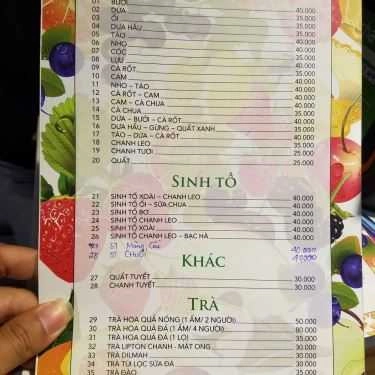 01 BƯỞI
02 DỨA 40.000
03 ỔI 35.000
04 DƯA HẤU 35.000
05 TÁO 40.000
06 NHO 40.000
07 CÓC 40.000
08 LỰU 40.000
09 CÀ RỐT 35.000
10 CAM 40.000
11 NHO – TÁO 40.000
12 CÀ RỐT – CAM 40.000
13 CAM – CÀ CHUA 40.000
14 CÀ CHUA 35.000
15 DỨA – BƯỞI – CÀ RỐT 40.000
16 DƯA HẤU – GỪNG – QUẤT XANH 40.000
17 TÁO – DỨA – CÀ RỐT 40.000
18 CHANH LEO 35.000
19 CHANH TƯƠI 25.000
20 QUẤT 25.000
SINH TỐ
21 SINH TỐ XOÀI – CHANH LEO 40.000
22 SINH TỐ ỔI – SỮA CHUA 40.000
23 SINH TỐ BƠ 40.000
24 SINH TỐ CHANH LEO 40.000
25 SINH TỐ XOÀI 40.000
26 SINH TỐ CHANH LEO – BẠC HÀ 40.000
ST Mãng Cầu 40.000
28 ST
KHÁC
27 QUẤT TUYẾT 30.000
28 CHANH TUYẾT 30.000
TRÀ
29 TRÀ HOA QUẢ NÓNG (1 ẤM/ 2 NGƯỜI) 50.000
30 TRÀ HOA QUẢ ĐÁ (1 ẤM/ 4 NGƯỜI) 80.000
31 TRÀ HOA QUẢ ĐÁ (1 LY) 35.000
32 TRÀ LIPTON CHANH - MẬT ONG 30.000
33 TRÀ DILMAH 30.000
34 TRÀ TÚI LỌC SỮA ĐÁ 30.000
35 TRÀ ĐÀO 35.000